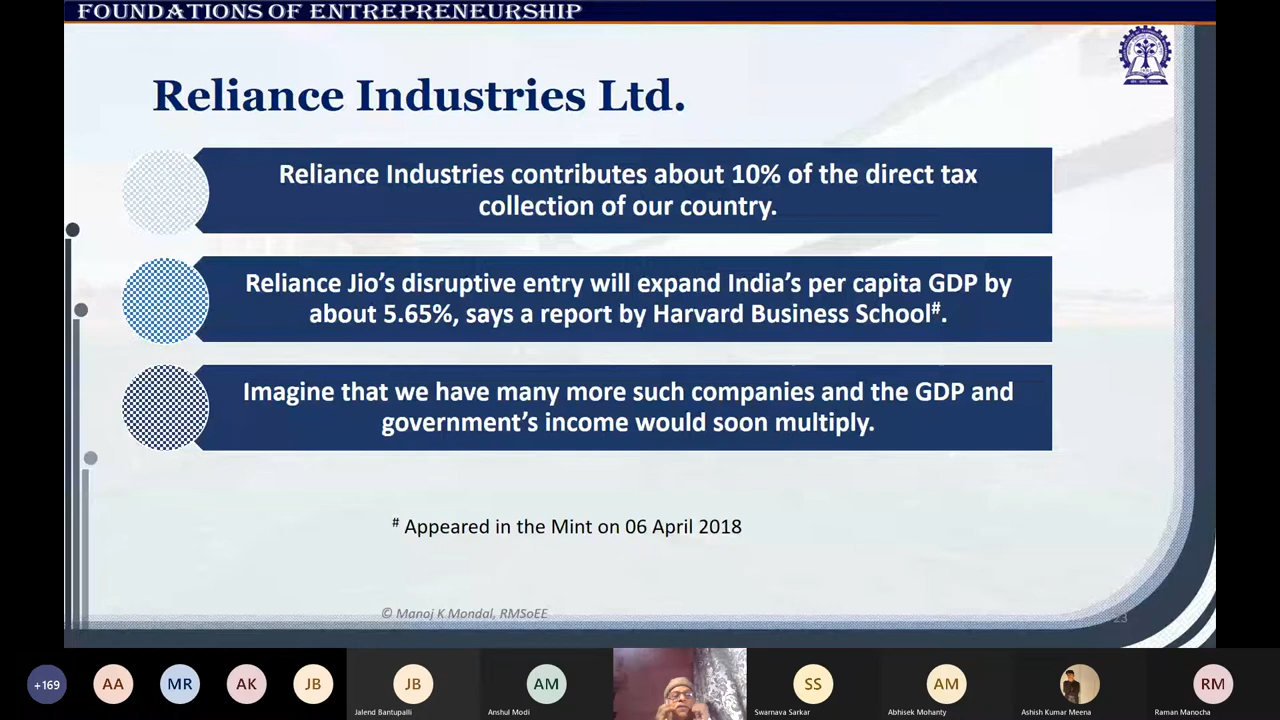 FOUNDATIONS OF ENTREPRENEURSHIP
Reliance Industries Ltd.
Reliance Industries contributes about 10% of the direct tax
collection of our country.
Reliance Jio’s disruptive entry will expand India’s per capita GDP by
about 5.65%, says a report by Harvard Business School#.
Imagine that we have many more such companies and the GDP and
government’s income would soon multiply.
# Appeared in the Mint on 06 April 2018
© Manoj K Mondal, RMSoEE
23
+169
AA
MR
AK
JB
JB
AM
SS
AM
RM
Jalend Bantupalli
Anshul Modi
Swarnava Sarkar
Abhisek Mohanty
Ashish Kumar Meena
Raman Manocha